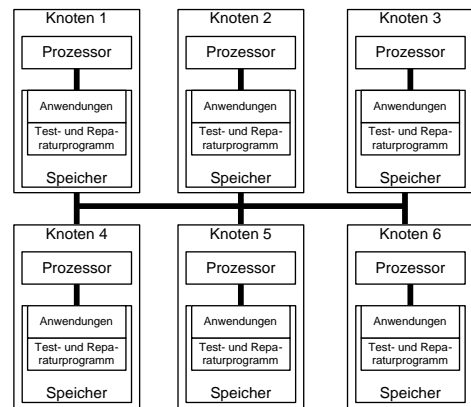 Knoten 1
Prozessor
Anwendungen
Test- und Repa-
raturprogramm
Speicher
Knoten 2
Prozessor
Anwendungen
Test- und Repa-
raturprogramm
Speicher
Knoten 3
Prozessor
Anwendungen
Test- und Repa-
raturprogramm
Speicher
Knoten 4
Prozessor
Anwendungen
Test- und Repa-
raturprogramm
Speicher
Knoten 5
Prozessor
Anwendungen
Test- und Repa-
raturprogramm
Speicher
Knoten 6
Prozessor
Anwendungen
Test- und Repa-
raturprogramm
Speicher